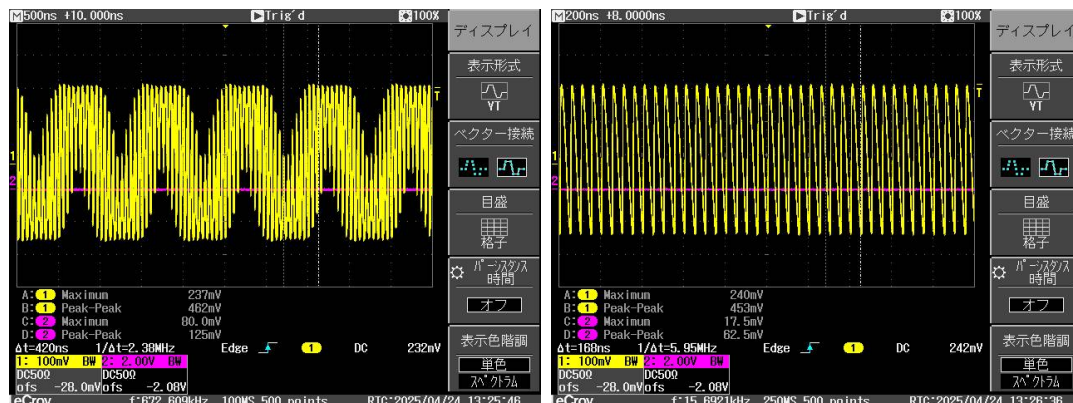 M500ns +10.000ns Trig'd 100%
ディスプレイ
表示形式
YT
ベクター接続
目盛
格子
パーシスタンス
時間
オフ
表示色階調
単色
スペクトラム
T
1
2
A: 1 Maximum 237mV
B: 1 Peak-Peak 462mV
C: 2 Maximum 80.0mV
D: 2 Peak-Peak 125mV
Δt=420ns 1/Δt=2.38MHz Edge 1 DC 232mV
1: 100mV BW 2: 2.00V BW
DC50Ω DC50Ω
ofs -28.0mV ofs -2.08V
LeCroy f:672.609kHz 100MS 500 points RTC:2025/04/24 13:25:46
M200ns +8.0000ns Trig'd 100%
ディスプレイ
表示形式
YT
ベクター接続
目盛
格子
パーシスタンス
時間
オフ
表示色階調
単色
スペクトラム
T
1
2
A: 1 Maximum 240mV
B: 1 Peak-Peak 453mV
C: 2 Maximum 17.5mV
D: 2 Peak-Peak 62.5mV
Δt=168ns 1/Δt=5.95MHz Edge 1 DC 242mV
1: 100mV BW 2: 2.00V BW
DC50Ω DC50Ω
ofs -28.0mV ofs -2.08V
LeCroy f:15.6921kHz 250MS 500 points RTC:2025/04/24 13:26:36